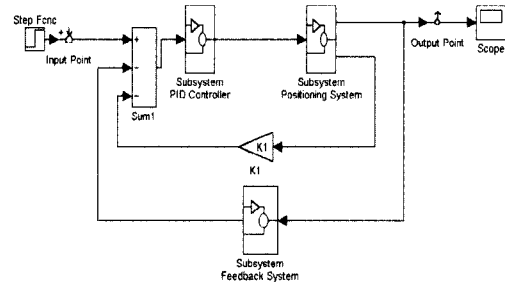 Step Fcnc
Input Point
Sum1
Subsystem
PID Controller
Subsystem
Positioning System
Output Point
Scope
K1
K1
Subsystem
Feedback System